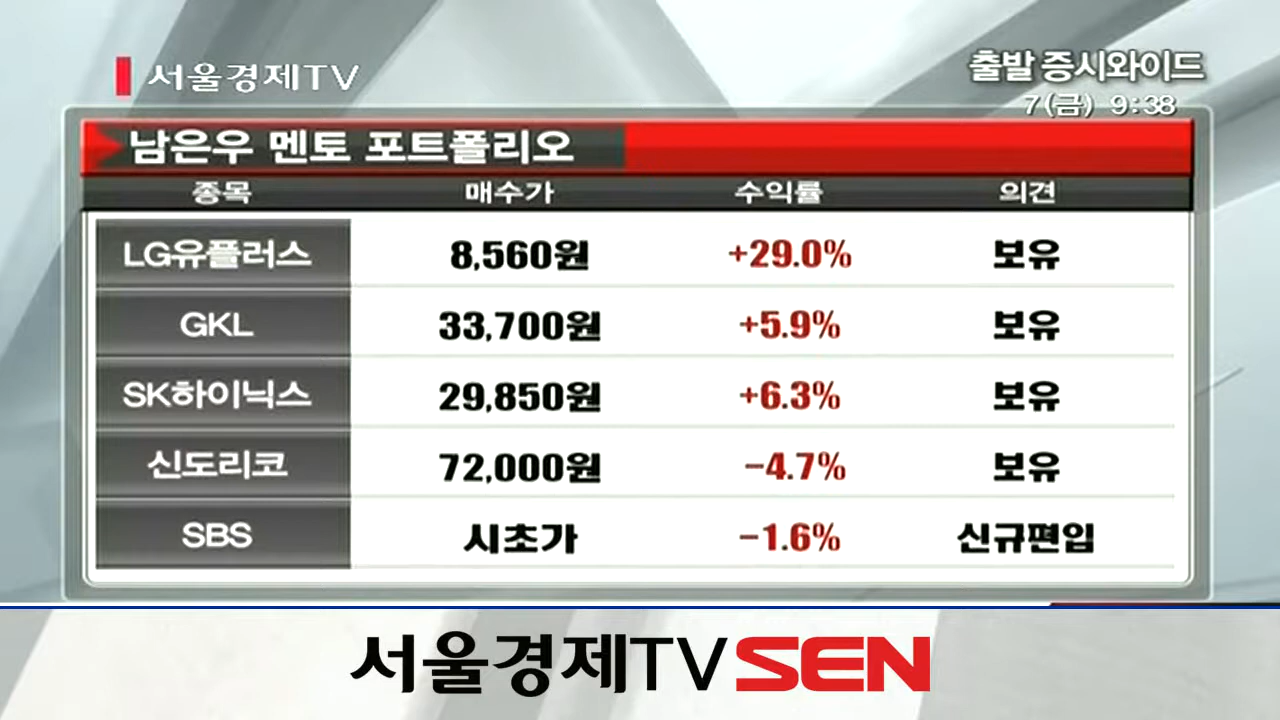 서울경제TV
출발 증시와이드
7(금) 9:38
남은우 멘토 포트폴리오
종목 매수가 수익률 의견
LG유플러스 8,560원 +29.0% 보유
GKL 33,700원 +5.9% 보유
SK하이닉스 29,850원 +6.3% 보유
신도리코 72,000원 -4.7% 보유
SBS 시초가 -1.6% 신규편입
서울경제TV SEN